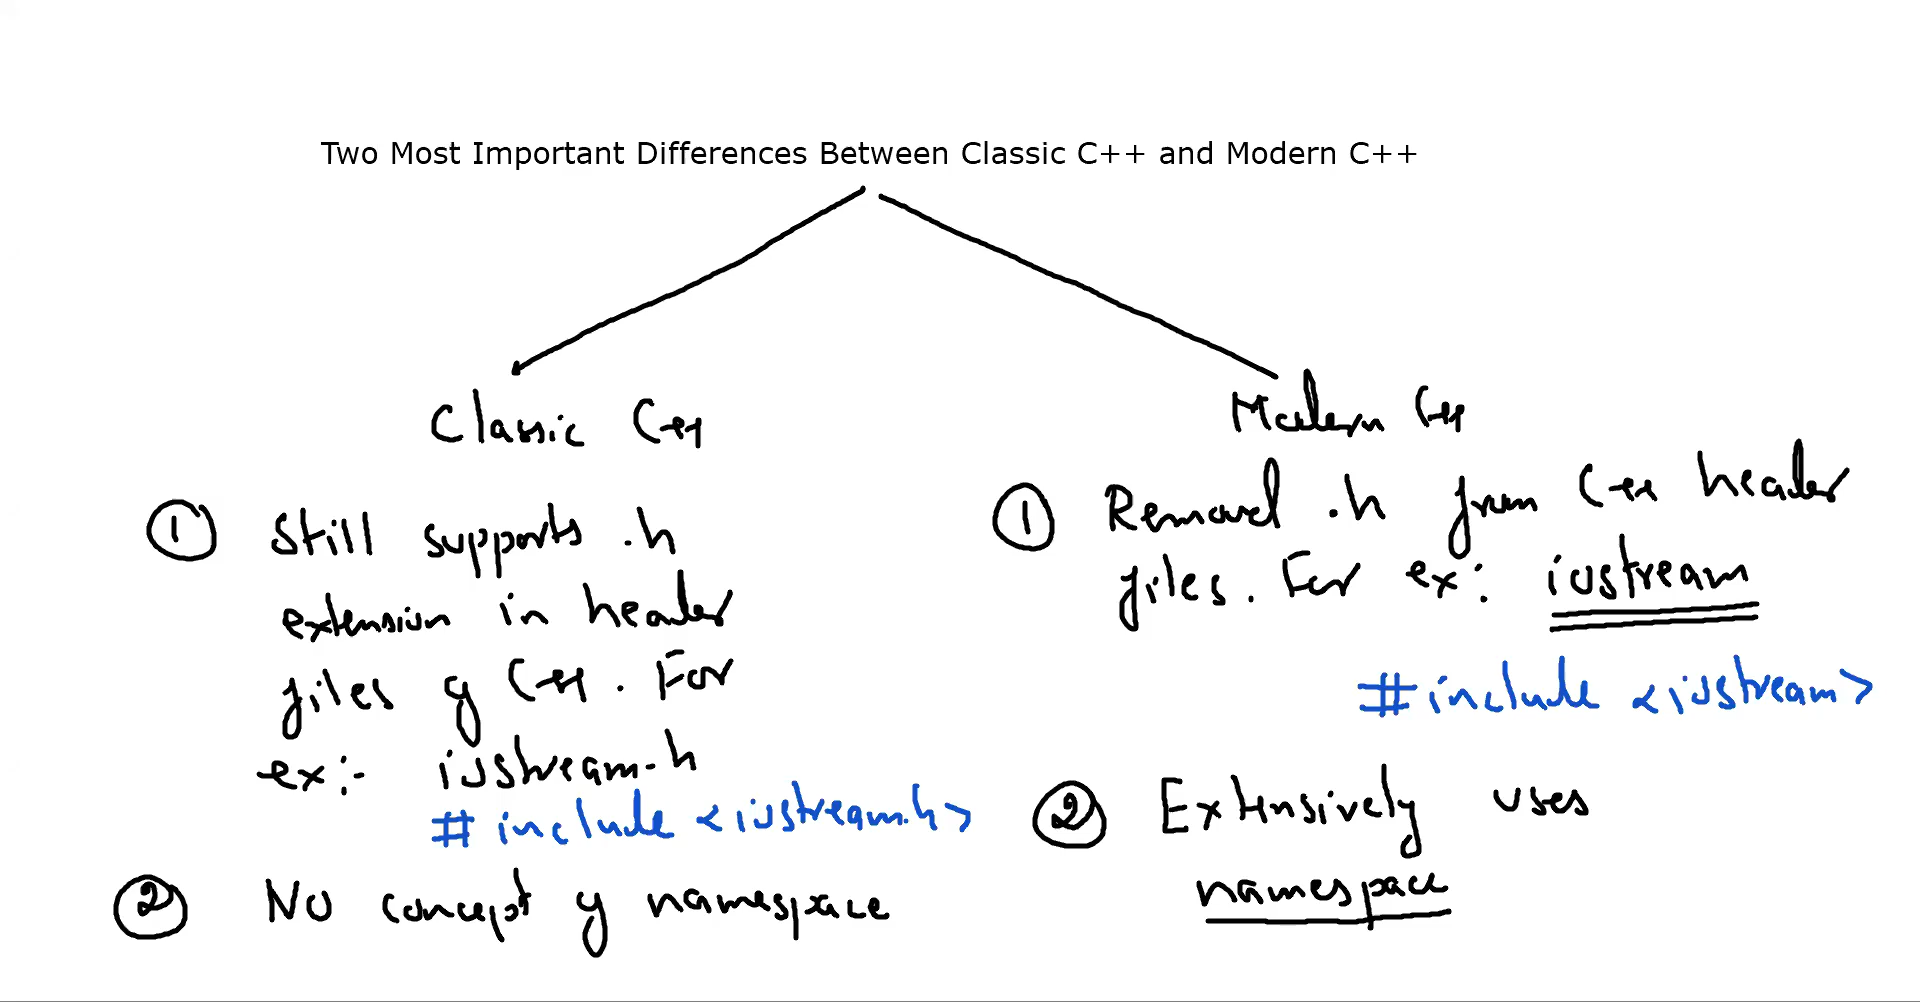 Two Most Important Differences Between Classic C++ and Modern C++
Classic C++
① Still supports .h
extension in header
files of C++. For
ex:- iostream.h
#include <iostream.h>
② No concept of namespace
Modern C++
① Removed .h from C++ header
files. For ex: iostream
#include <iostream>
② Extensively uses
namespace